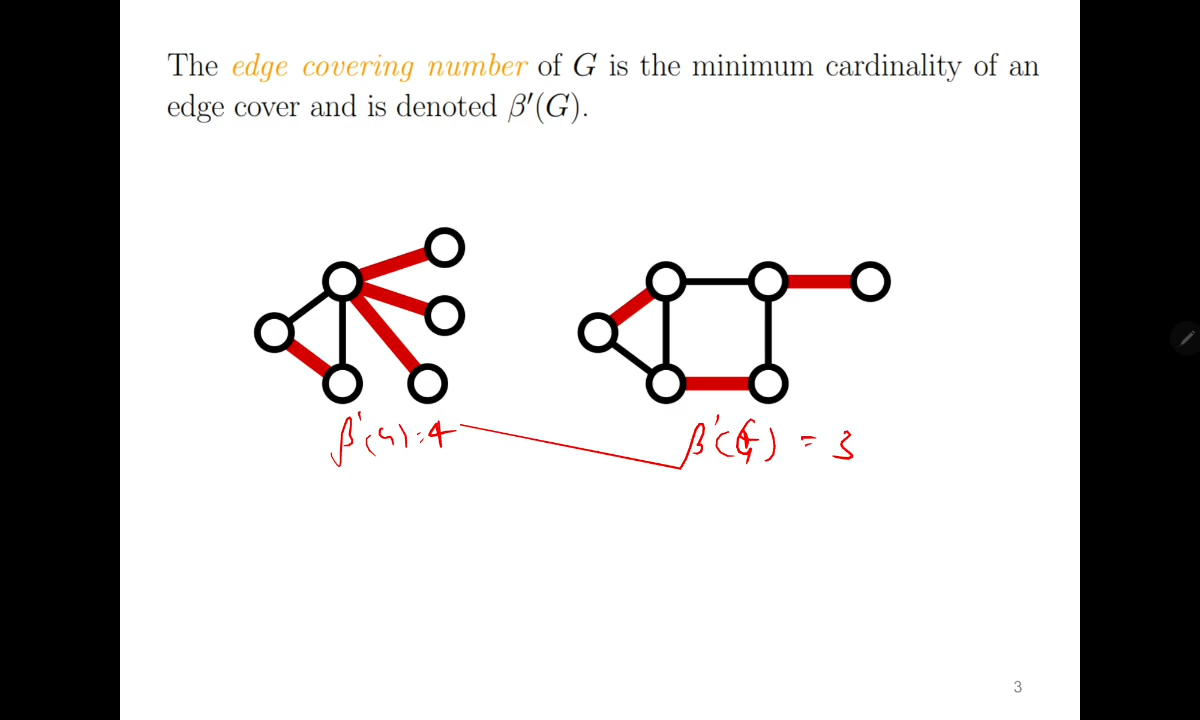 The edge covering number of G is the minimum cardinality of an
edge cover and is denoted β′(G).
β'(G) = 4
β'(G) = 3
3